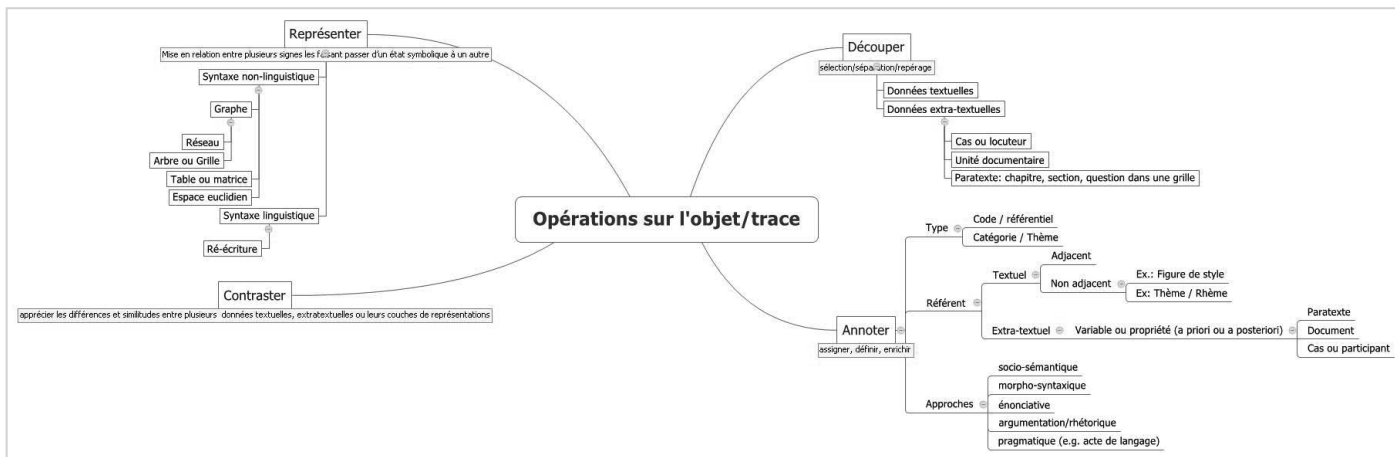 Représenter
Mise en relation entre plusieurs signes les faisant passer d'un état symbolique à un autre
Syntaxe non-linguistique
Graphe
Réseau
Arbre ou Grille
Table ou matrice
Espace euclidien
Syntaxe linguistique
Ré-écriture
Contraster
apprécier les différences et similitudes entre plusieurs données textuelles, extratextuelles ou leurs couches de représentations
Opérations sur l'objet/trace
Découper
sélection/séparation/repérage
Données textuelles
Données extra-textuelles
Cas ou locuteur
Unité documentaire
Paratexte: chapitre, section, question dans une grille
Annoter
assigner, définir, enrichir
Type
Code / référentiel
Catégorie / Thème
Référent
Textuel
Adjacent
Non adjacent
Ex.: Figure de style
Ex: Thème / Rhème
Extra-textuel
Variable ou propriété (a priori ou a posteriori)
Paratexte
Document
Cas ou participant
Approches
socio-sémantique
morpho-syntaxique
énonciative
argumentation/rhétorique
pragmatique (e.g. acte de langage)